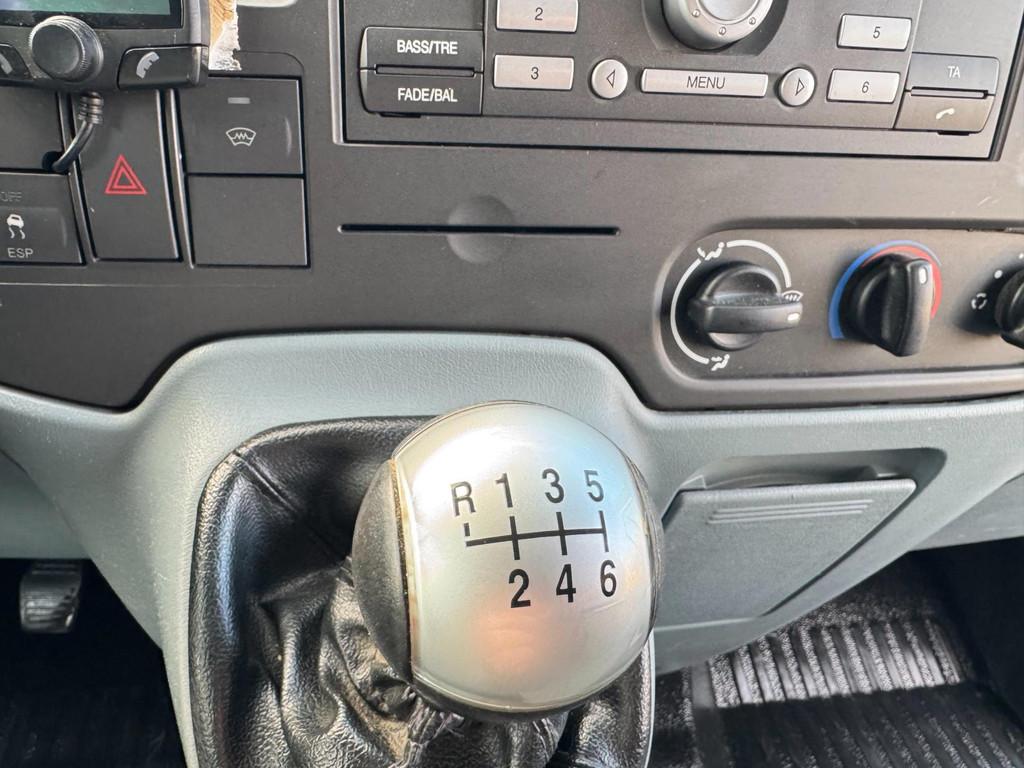 2
5
BASS/TRE
3
MENU
6
TA
FADE/BAL
OFF
ESP
R 1 3 5
2 4 6